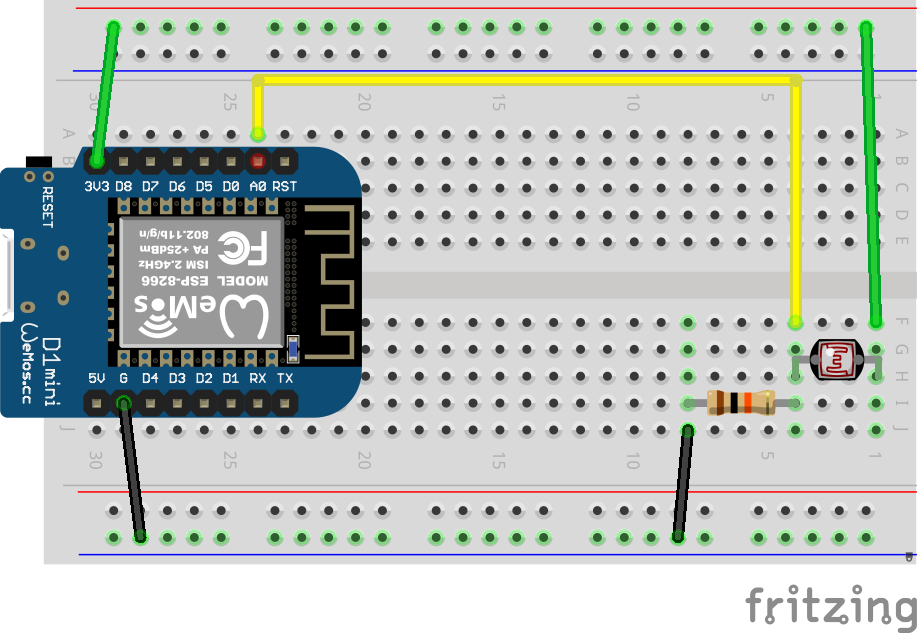 30 25 20 15 10 5 1
A A
B B
C
D
E
3V3 D8 D7 D6 D5 D0 A0 RST
RESET
802.11b/g/n
PA +25dBm
ISM 2.4GHz
ESP-8266
MODEL
FC
WeMos
D1mini
WeMos.cc
5V G D4 D3 D2 D1 RX TX
F
G
H
I
J J
30 25 20 15 10 5 1
fritzing